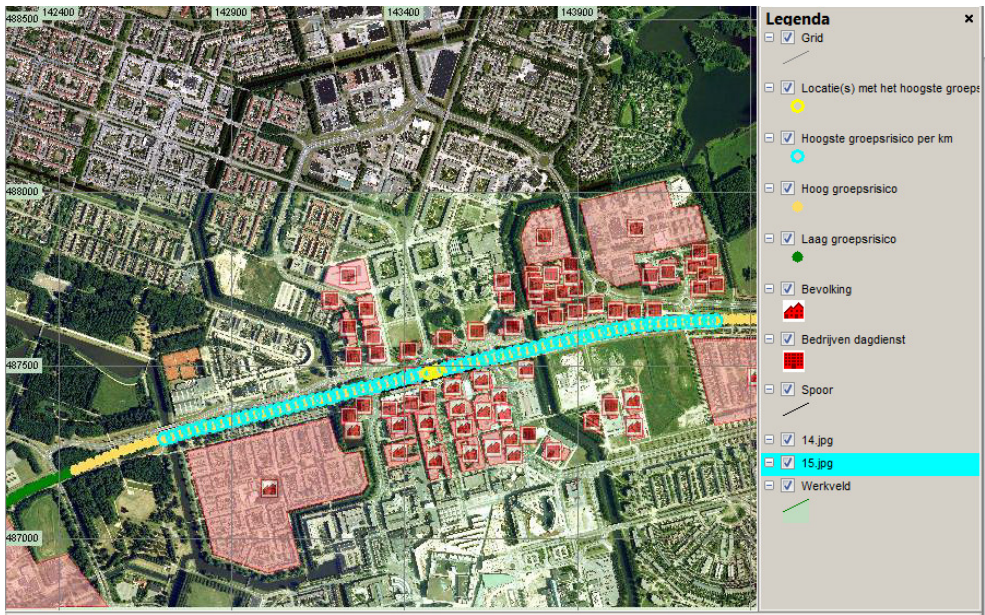 142400 142900 143400 143900
488500
488000
487500
487000
Legenda
Grid
Locatie(s) met het hoogste groeps
Hoogste groepsrisico per km
Hoog groepsrisico
Laag groepsrisico
Bevolking
Bedrijven dagdienst
Spoor
14.jpg
15.jpg
Werkveld